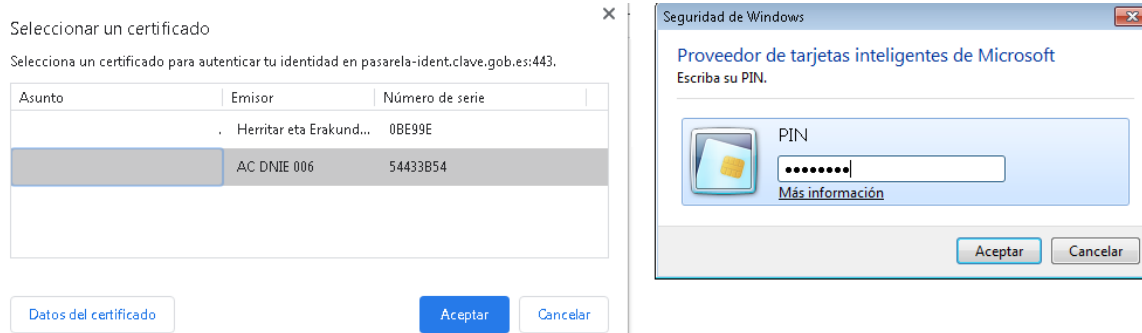 Seleccionar un certificado
Selecciona un certificado para autenticar tu identidad en pasarela-ident.clave.gob.es:443.
Asunto Emisor Número de serie
. Herritar eta Erakund... 0BE99E
AC DNIE 006 54433B54
Datos del certificado Aceptar Cancelar
Seguridad de Windows
Proveedor de tarjetas inteligentes de Microsoft
Escriba su PIN.
PIN
••••••••
Más información
Aceptar Cancelar